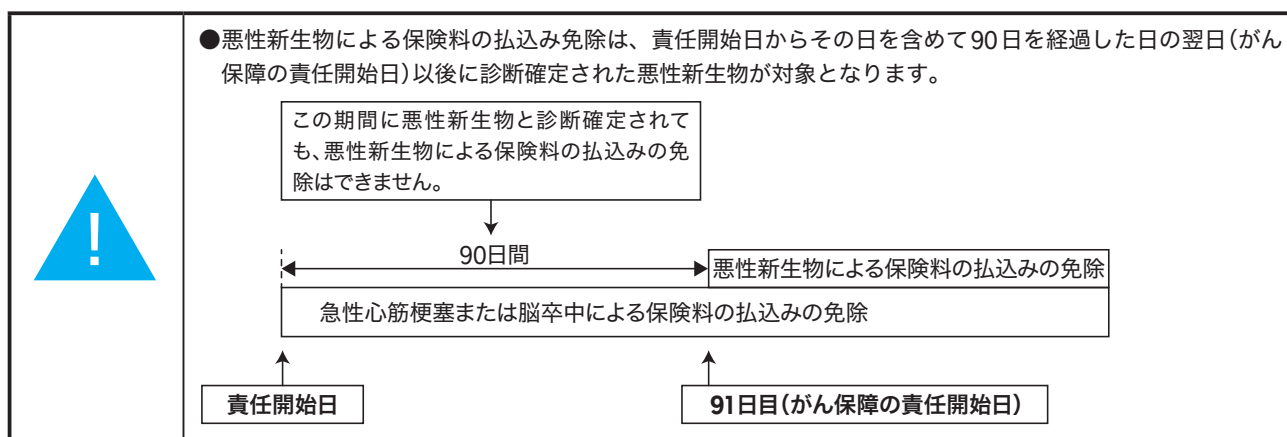 ●悪性新生物による保険料の払込み免除は、責任開始日からその日を含めて90日を経過した日の翌日(がん
保障の責任開始日)以後に診断確定された悪性新生物が対象となります。
この期間に悪性新生物と診断確定されて
も、悪性新生物による保険料の払込みの免
除はできません。
!
90日間
悪性新生物による保険料の払込みの免除
急性心筋梗塞または脳卒中による保険料の払込みの免除
責任開始日
91日目(がん保障の責任開始日)